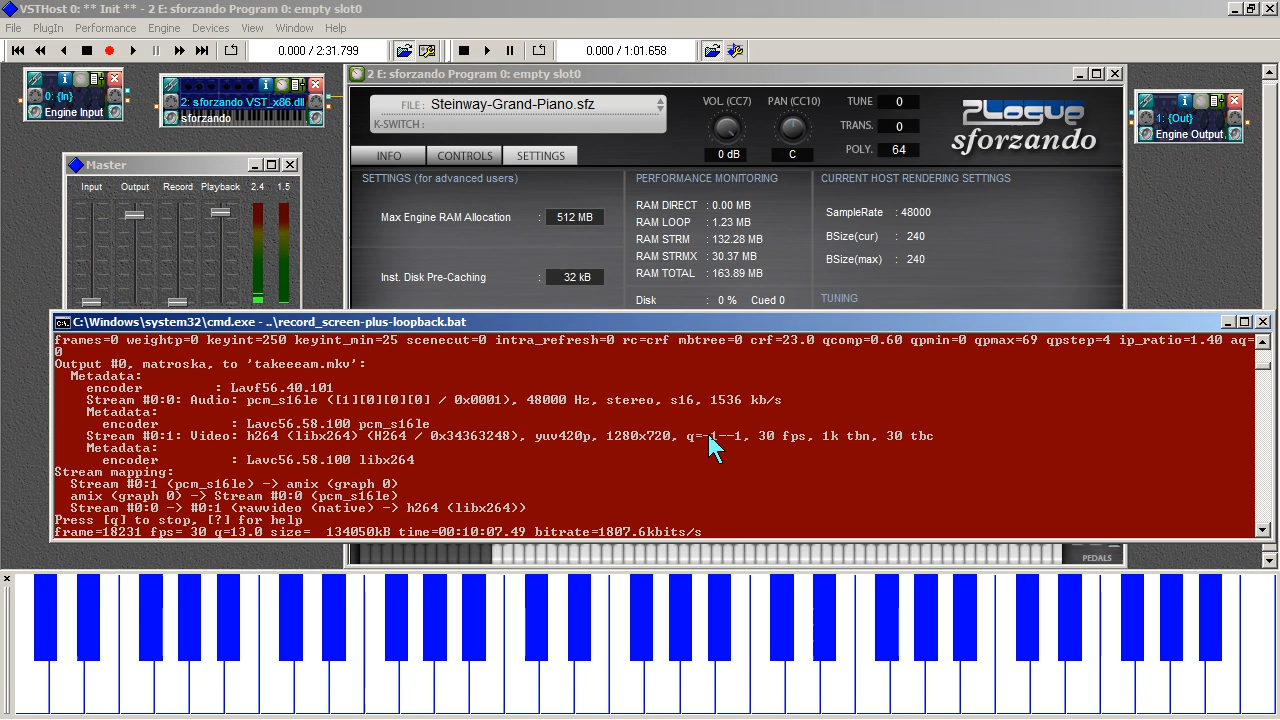 VSTHost 0: ** Init ** - 2 E: sforzando Program 0: empty slot0
File PlugIn Performance Engine Devices View Window Help
0.000 / 2:31.799
0.000 / 1:01.658
0: {In}
Engine Input
2: sforzando VST_x86.dll
sforzando
1: {Out}
Engine Output
Master
Input Output Record Playback 2.4 1.5
2 E: sforzando Program 0: empty slot0
FILE : Steinway-Grand-Piano.sfz
K-SWITCH :
VOL. (CC7) PAN (CC10)
0 dB C
TUNE 0
TRANS. 0
POLY. 64
Plogue
sforzando
INFO CONTROLS SETTINGS
SETTINGS (for advanced users)
Max Engine RAM Allocation : 512 MB
Inst. Disk Pre-Caching : 32 kB
PERFORMANCE MONITORING
RAM DIRECT : 0.00 MB
RAM LOOP : 1.23 MB
RAM STRM : 132.28 MB
RAM STRMX : 30.37 MB
RAM TOTAL : 163.89 MB
Disk : 0 % Cued 0
CURRENT HOST RENDERING SETTINGS
SampleRate : 48000
BSize(cur) : 240
BSize(max) : 240
TUNING
C:\Windows\system32\cmd.exe - ..\record_screen-plus-loopback.bat
frames=0 weightp=0 keyint=250 keyint_min=25 scenecut=0 intra_refresh=0 rc=crf mbtree=0 crf=23.0 qcomp=0.60 qpmin=0 qpmax=69 qpstep=4 ip_ratio=1.40 aq=
0
Output #0, matroska, to 'takeeeam.mkv':
Metadata:
encoder : Lavf56.40.101
Stream #0:0: Audio: pcm_s16le ([1][0][0][0] / 0x0001), 48000 Hz, stereo, s16, 1536 kb/s
Metadata:
encoder : Lavc56.58.100 pcm_s16le
Stream #0:1: Video: h264 (libx264) (H264 / 0x34363248), yuv420p, 1280x720, q=-1--1, 30 fps, 1k tbn, 30 tbc
Metadata:
encoder : Lavc56.58.100 libx264
Stream mapping:
Stream #0:1 (pcm_s16le) -> amix (graph 0)
amix (graph 0) -> Stream #0:0 (pcm_s16le)
Stream #0:0 -> #0:1 (rawvideo (native) -> h264 (libx264))
Press [q] to stop, [?] for help
frame=18231 fps= 30 q=13.0 size= 134050kB time=00:10:07.49 bitrate=1807.6kbits/s
PEDALS